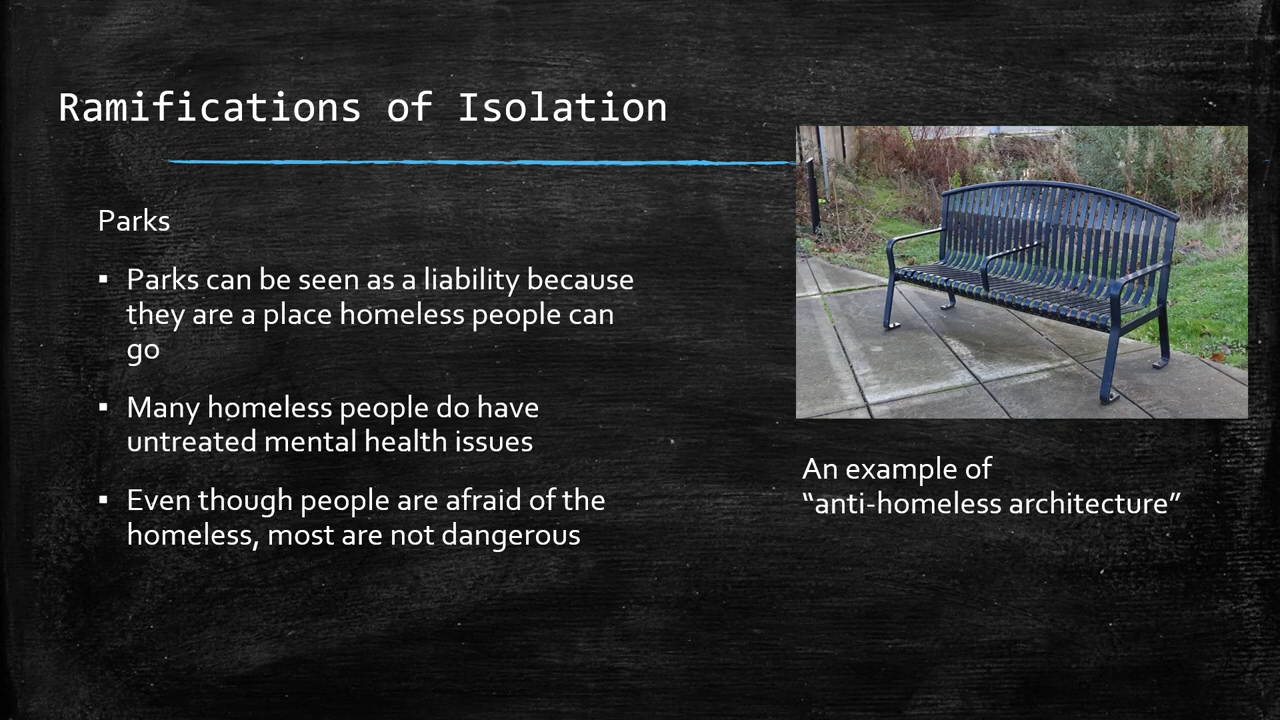 Ramifications of Isolation
Parks
▪ Parks can be seen as a liability because
they are a place homeless people can
go
▪ Many homeless people do have
untreated mental health issues
▪ Even though people are afraid of the
homeless, most are not dangerous
An example of
“anti-homeless architecture”